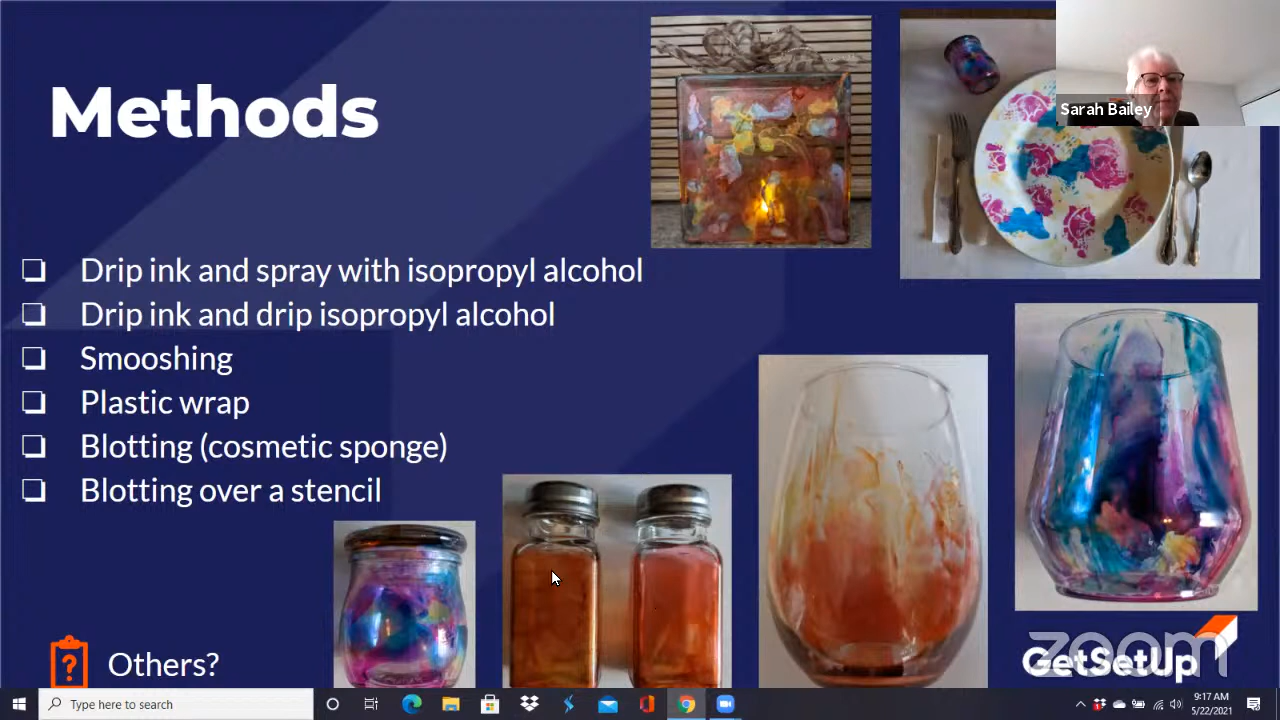 Methods
Sarah Bailey
❏ Drip ink and spray with isopropyl alcohol
❏ Drip ink and drip isopropyl alcohol
❏ Smooshing
❏ Plastic wrap
❏ Blotting (cosmetic sponge)
❏ Blotting over a stencil
? Others?
GetSetUp
zoom
Type here to search
9:17 AM
5/22/2021